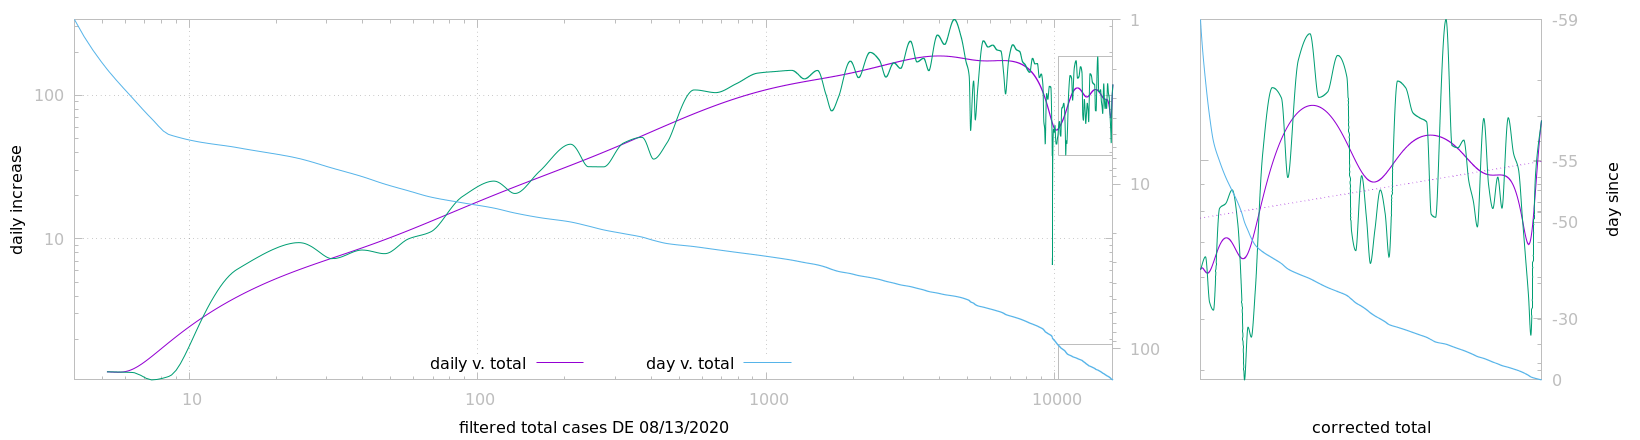 daily increase
100
10
daily v. total
day v. total
10
100
1000
10000
filtered total cases DE 08/13/2020
1
10
100
corrected total
-59
-55
-50
-30
0
day since